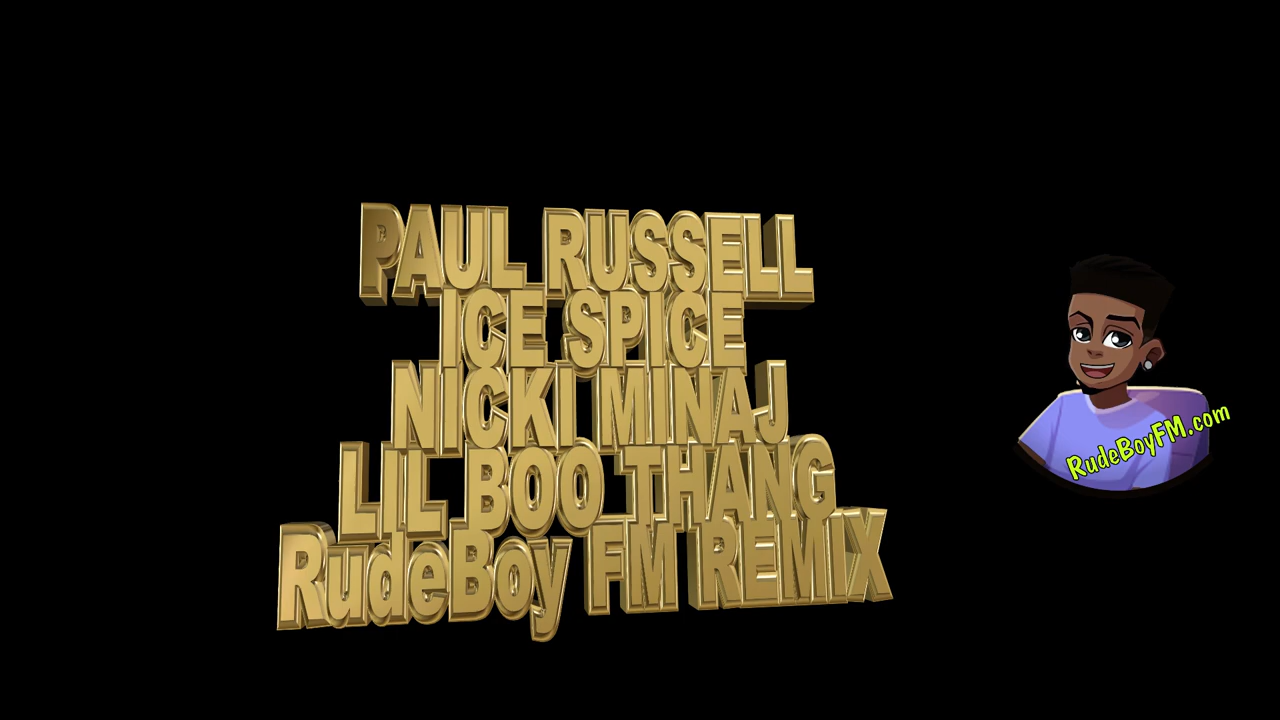 PAUL RUSSELL
ICE SPICE
NICKI MINAJ
LIL BOO THANG
RudeBoy FM REMIX
RudeBoyFM.com